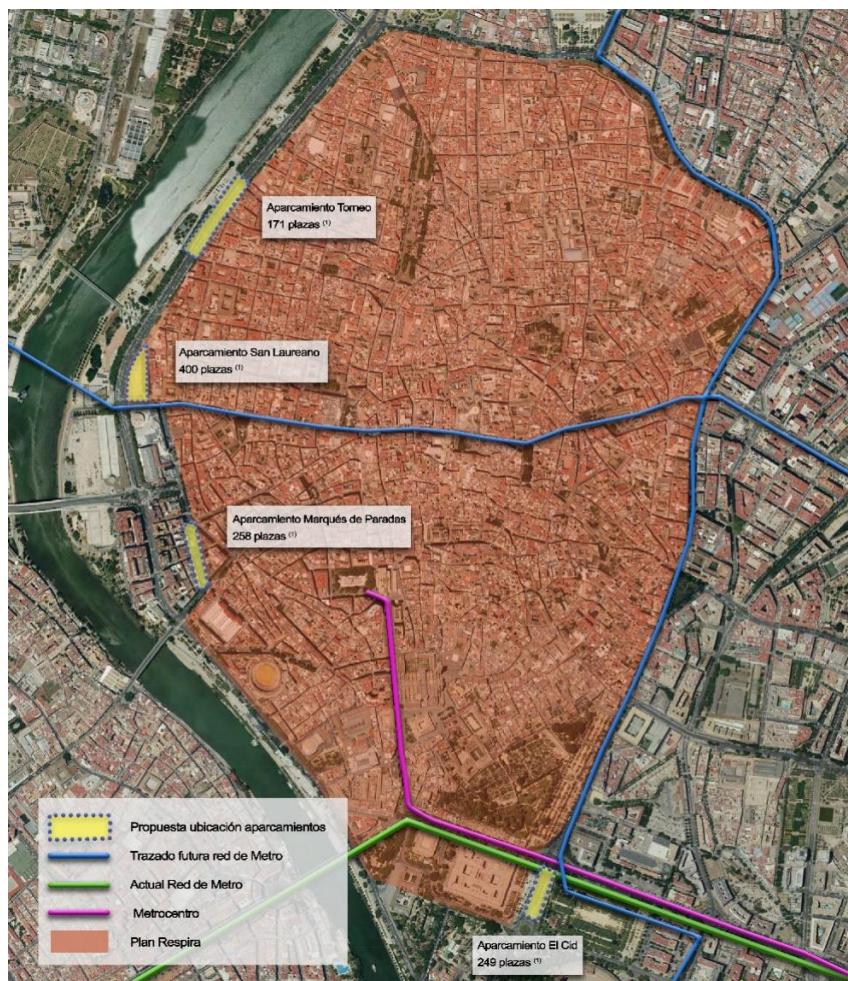 Aparcamiento Torneo
171 plazas (1)
Aparcamiento San Laureano
400 plazas (1)
Aparcamiento Marqués de Paradas
258 plazas (1)
Propuesta ubicación aparcamientos
Trazado futura red de Metro
Actual Red de Metro
Metrocentro
Plan Respira
Aparcamiento El Cid
249 plazas (1)